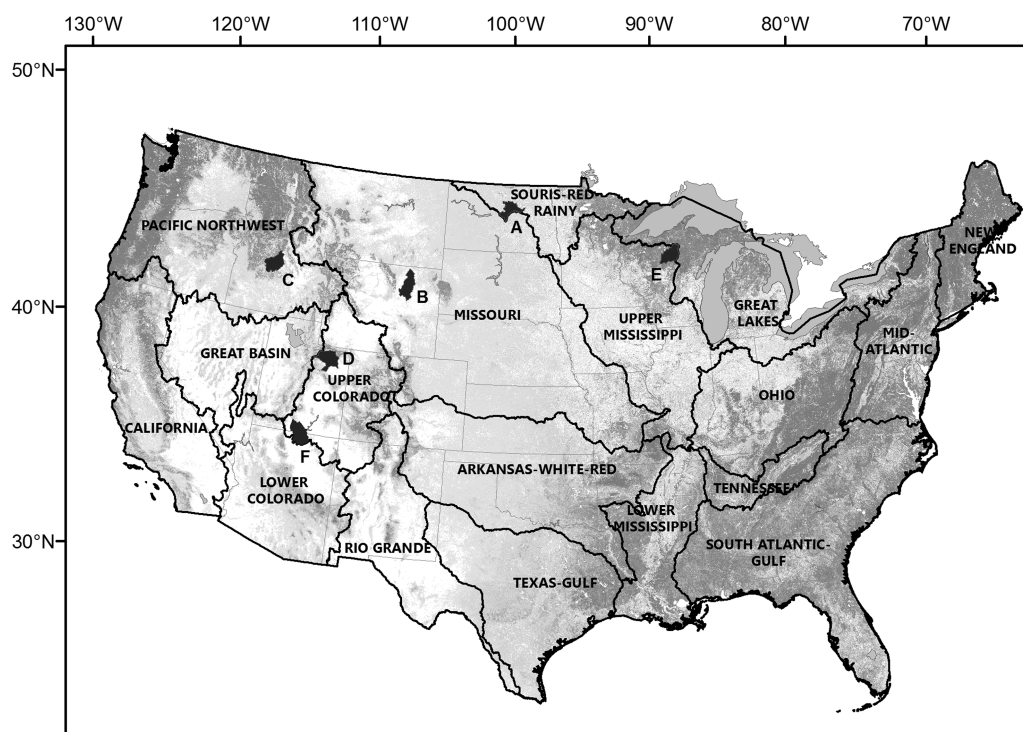 130°W 120°W 110°W 100°W 90°W 80°W 70°W
50°N
SOURIS-RED
RAINY
A
PACIFIC NORTHWEST
NEW
ENGLAND
C
E
B
40°N
MISSOURI
GREAT
LAKES
UPPER
MISSISSIPPI
MID-
ATLANTIC
GREAT BASIN
D
UPPER
COLORADO
OHIO
CALIFORNIA
F
ARKANSAS-WHITE-RED
LOWER
COLORADO
TENNESSEE
LOWER
MISSISSIPPI
30°N
RIO GRANDE
SOUTH ATLANTIC-
GULF
TEXAS-GULF